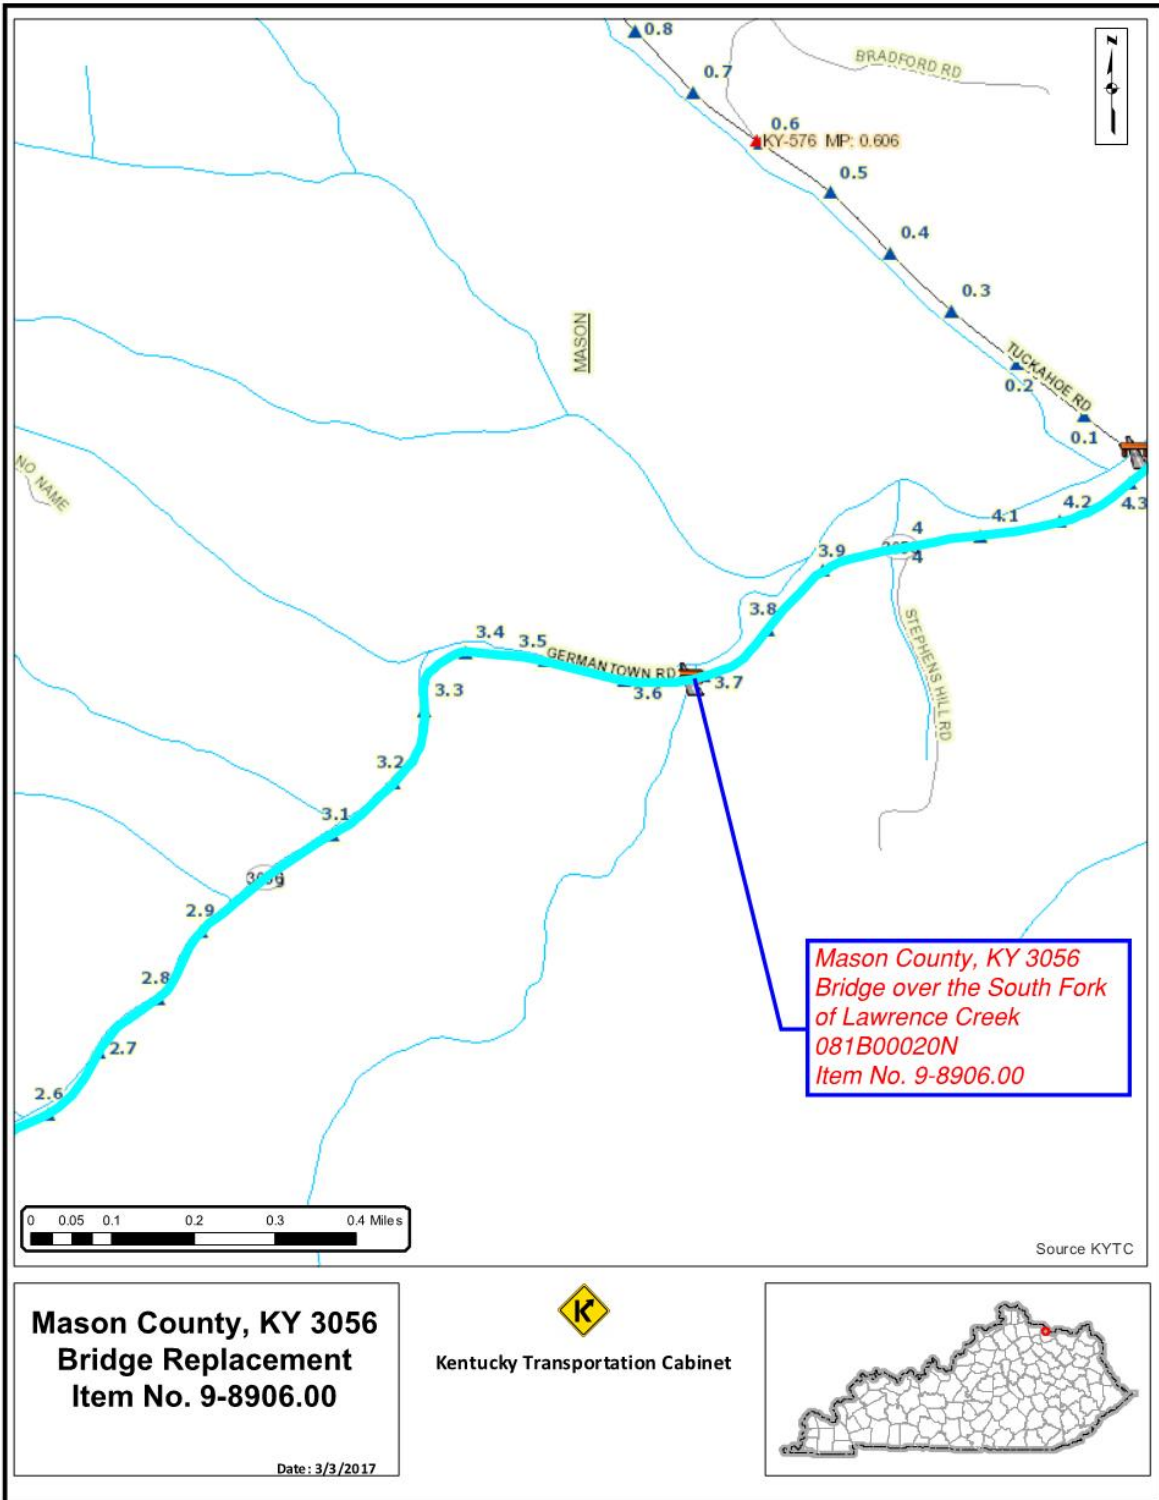 0.8
N
BRADFORD RD
0.7
0.6
KY-576 MP: 0.606
0.5
0.4
0.3
MASON
TUCKAHOE RD
0.2
0.1
NO NAME
4.3
4.2
4.1
4
4
3.9
3.8
STEPHENS HILL RD
3.4
3.5
GERMANTOWN RD
3.6
3.7
3.3
3.2
3.1
3056
9
2.9
2.8
2.7
2.6
Mason County, KY 3056
Bridge over the South Fork
of Lawrence Creek
081B00020N
Item No. 9-8906.00
0 0.05 0.1 0.2 0.3 0.4 Miles
Source KYTC
Mason County, KY 3056
Bridge Replacement
Item No. 9-8906.00
Date: 3/3/2017
K
Kentucky Transportation Cabinet